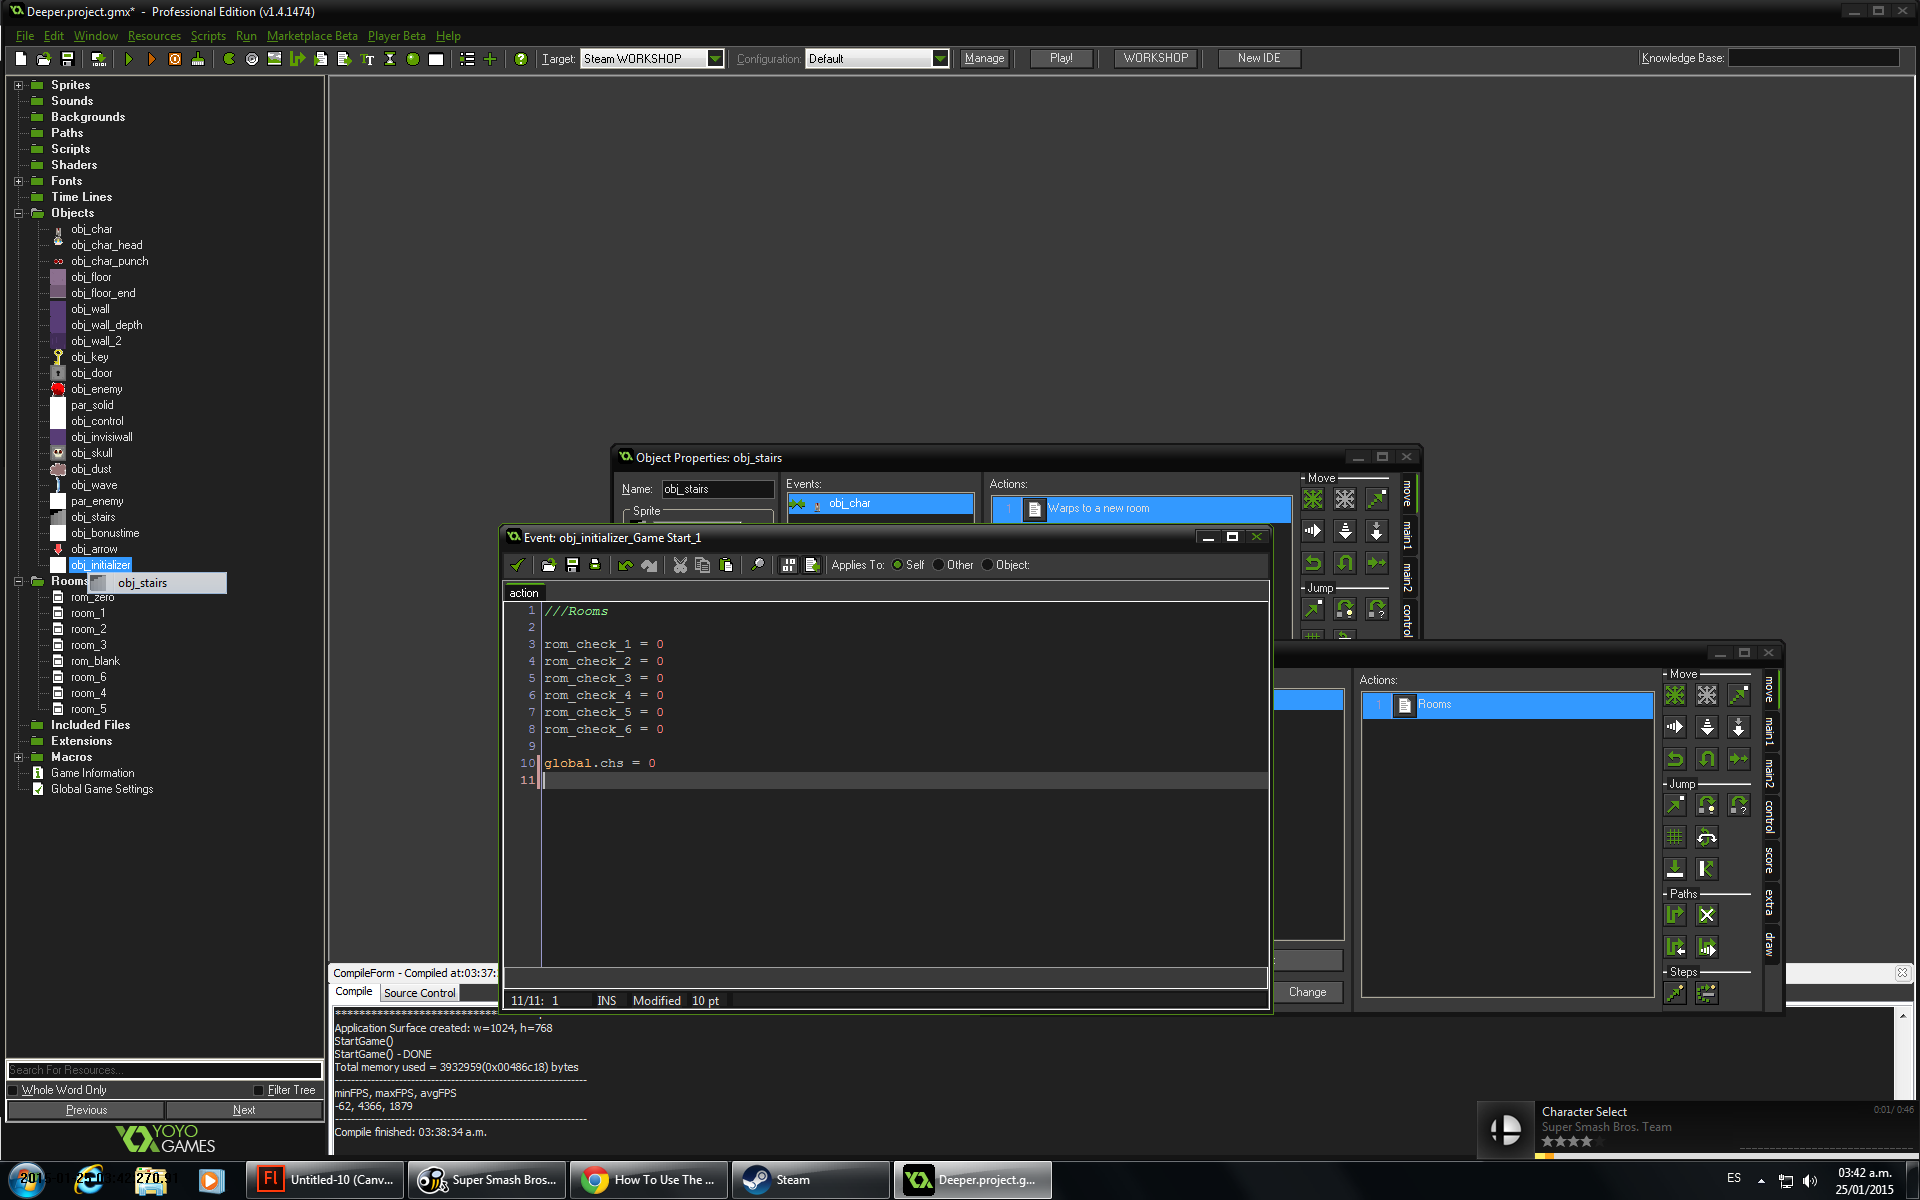 Deeper.project.gmx* - Professional Edition (v1.4.1474)
File Edit Window Resources Scripts Run Marketplace Beta Player Beta Help
Target: Steam WORKSHOP Configuration: Default Manage Play! WORKSHOP New IDE Knowledge Base:
Sprites
Sounds
Backgrounds
Paths
Scripts
Shaders
Fonts
Time Lines
Objects
obj_char
obj_char_head
obj_char_punch
obj_floor
obj_floor_end
obj_wall
obj_wall_depth
obj_wall_2
obj_key
obj_door
obj_enemy
par_solid
obj_control
obj_invisiwall
obj_skull
obj_dust
obj_wave
par_enemy
obj_stairs
obj_bonustime
obj_arrow
obj_initializer
Rooms
obj_stairs
rom_zero
room_1
room_2
room_3
rom_blank
room_6
room_4
room_5
Included Files
Extensions
Macros
Game Information
Global Game Settings
Search For Resources...
Whole Word Only Filter Tree
Previous Next
YOYO
GAMES
Object Properties: obj_stairs
Name: obj_stairs
Sprite
Events:
obj_char
Actions:
1 Warps to a new room
Move
Jump
move
main1
main2
control
Event: obj_initializer_Game Start_1
Applies To: Self Other Object:
action
1 ///Rooms
2
3 rom_check_1 = 0
4 rom_check_2 = 0
5 rom_check_3 = 0
6 rom_check_4 = 0
7 rom_check_5 = 0
8 rom_check_6 = 0
9
10 global.chs = 0
11
11/11: 1 INS Modified 10 pt
Actions:
1 Rooms
Change
Move
Jump
Paths
Steps
move
main1
main2
control
score
extra
draw
CompileForm - Compiled at:03:37:
Compile Source Control
Application Surface created: w=1024, h=768
StartGame()
StartGame() - DONE
Total memory used = 3932959(0x00486c18) bytes
minFPS, maxFPS, avgFPS
-62, 4366, 1879
Compile finished: 03:38:34 a.m.
Character Select
Super Smash Bros. Team
0:01/ 0:46
Untitled-10 (Canv...
Super Smash Bros...
How To Use The ...
Steam
Deeper.project.g...
ES
03:42 a.m.
25/01/2015